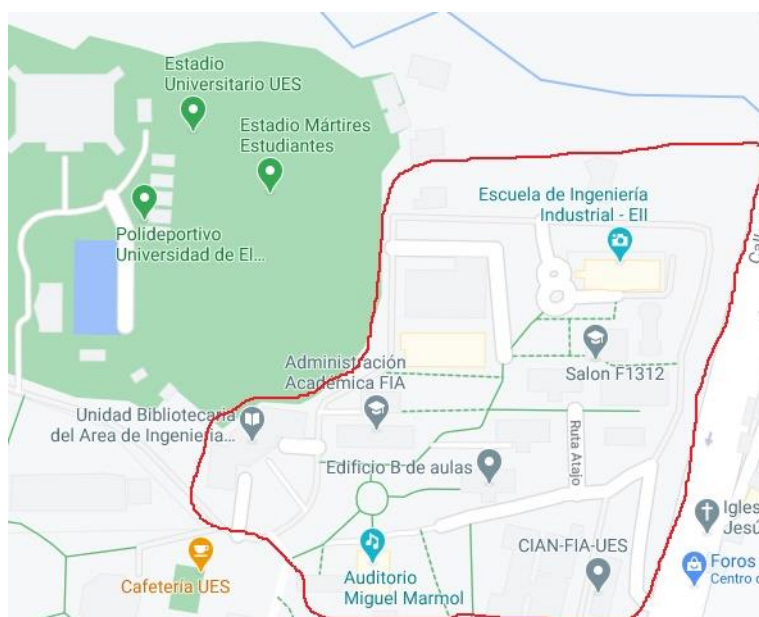 Estadio
Universitario UES
Estadio Mártires
Estudiantes
Escuela de Ingeniería
Industrial - EII
Polideportivo
Universidad de El...
Administración
Académica FIA
Salon F1312
Unidad Bibliotecaria
del Area de Ingenieria...
Edificio B de aulas
Ruta Atajo
CIAN-FIA-UES
Cafetería UES
Auditorio
Miguel Marmol
Jesú
Foros
Centro